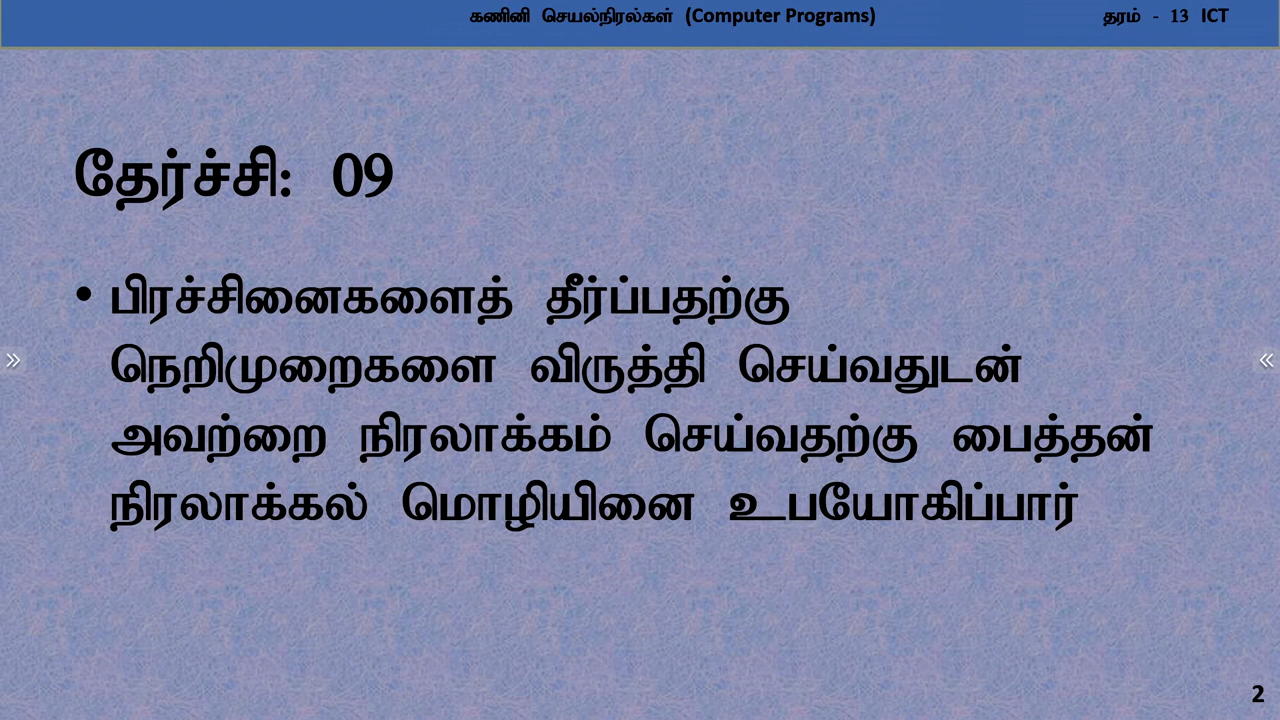 கணினி செயல்நிரல்கள் (Computer Programs) தரம் - 13 ICT
தேர்ச்சி: 09
• பிரச்சினைகளைத் தீர்ப்பதற்கு
நெறிமுறைகளை விருத்தி செய்வதுடன்
அவற்றை நிரலாக்கம் செய்வதற்கு பைத்தன்
நிரலாக்கல் மொழியினை உபயோகிப்பார்
2